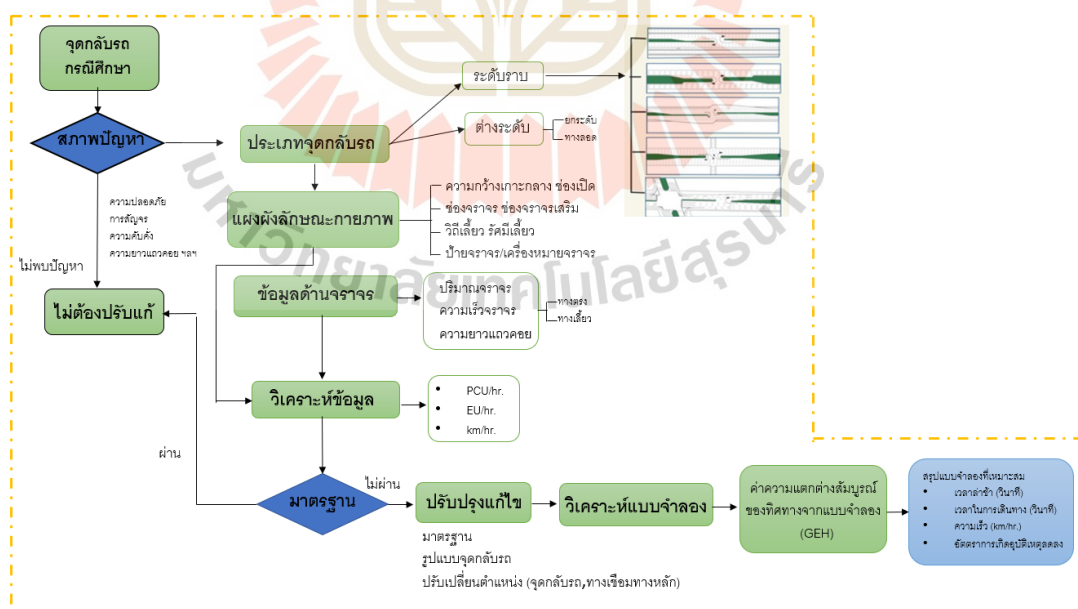 จุดกลับรถ
กรณีศึกษา
สภาพปัญหา
ความปลอดภัย
การสัญจร
ความคับคั่ง
ความยาวแถวคอย ฯลฯ
ไม่พบปัญหา
ไม่ต้องปรับแก้
ประเภทจุดกลับรถ
ระดับราบ
ต่างระดับ
ยกระดับ
ทางลอด
แผงผังลักษณะกายภาพ
ความกว้างเกาะกลาง ช่องเปิด
ช่องจราจร ช่องจราจรเสริม
วิถีเลี้ยว รัศมีเลี้ยว
ป้ายจราจร/เครื่องหมายจราจร
มหาวิทยาลัยเทคโนโลยีสุรนารี
ข้อมูลด้านจราจร
ปริมาณจราจร
ความเร็วจราจร
ความยาวแถวคอย
ทางตรง
ทางเลี้ยว
วิเคราะห์ข้อมูล
• PCU/hr.
• EU/hr.
• km/hr.
ผ่าน
มาตรฐาน
ไม่ผ่าน
ปรับปรุงแก้ไข
มาตรฐาน
รูปแบบจุดกลับรถ
ปรับเปลี่ยนตำแหน่ง (จุดกลับรถ,ทางเชื่อมทางหลัก)
วิเคราะห์แบบจำลอง
ค่าความแตกต่างสัมบูรณ์
ของทิศทางจากแบบจำลอง
(GEH)
สรุปแบบจำลองที่เหมาะสม
• เวลาล่าช้า (วินาที)
• เวลาในการเดินทาง (วินาที)
• ความเร็ว (km/hr.)
• อัตตราการเกิดอุบัติเหตุลดลง